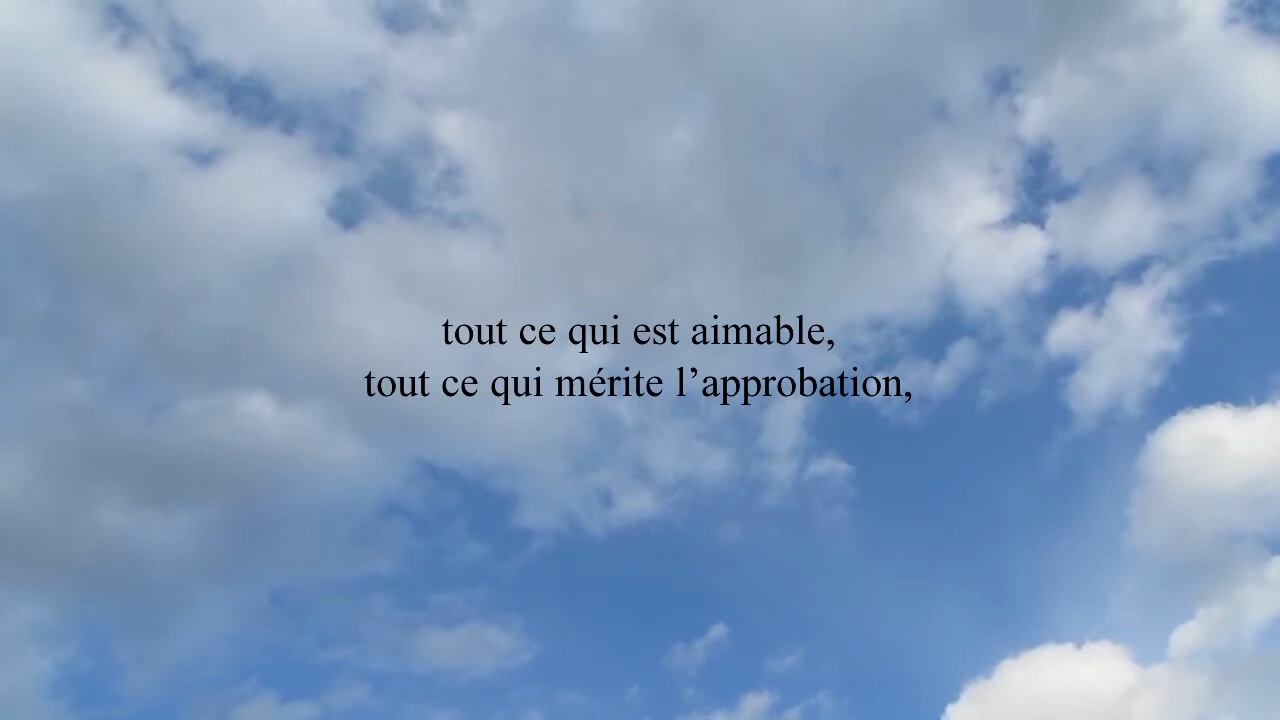 tout ce qui est aimable,
tout ce qui mérite l’approbation,